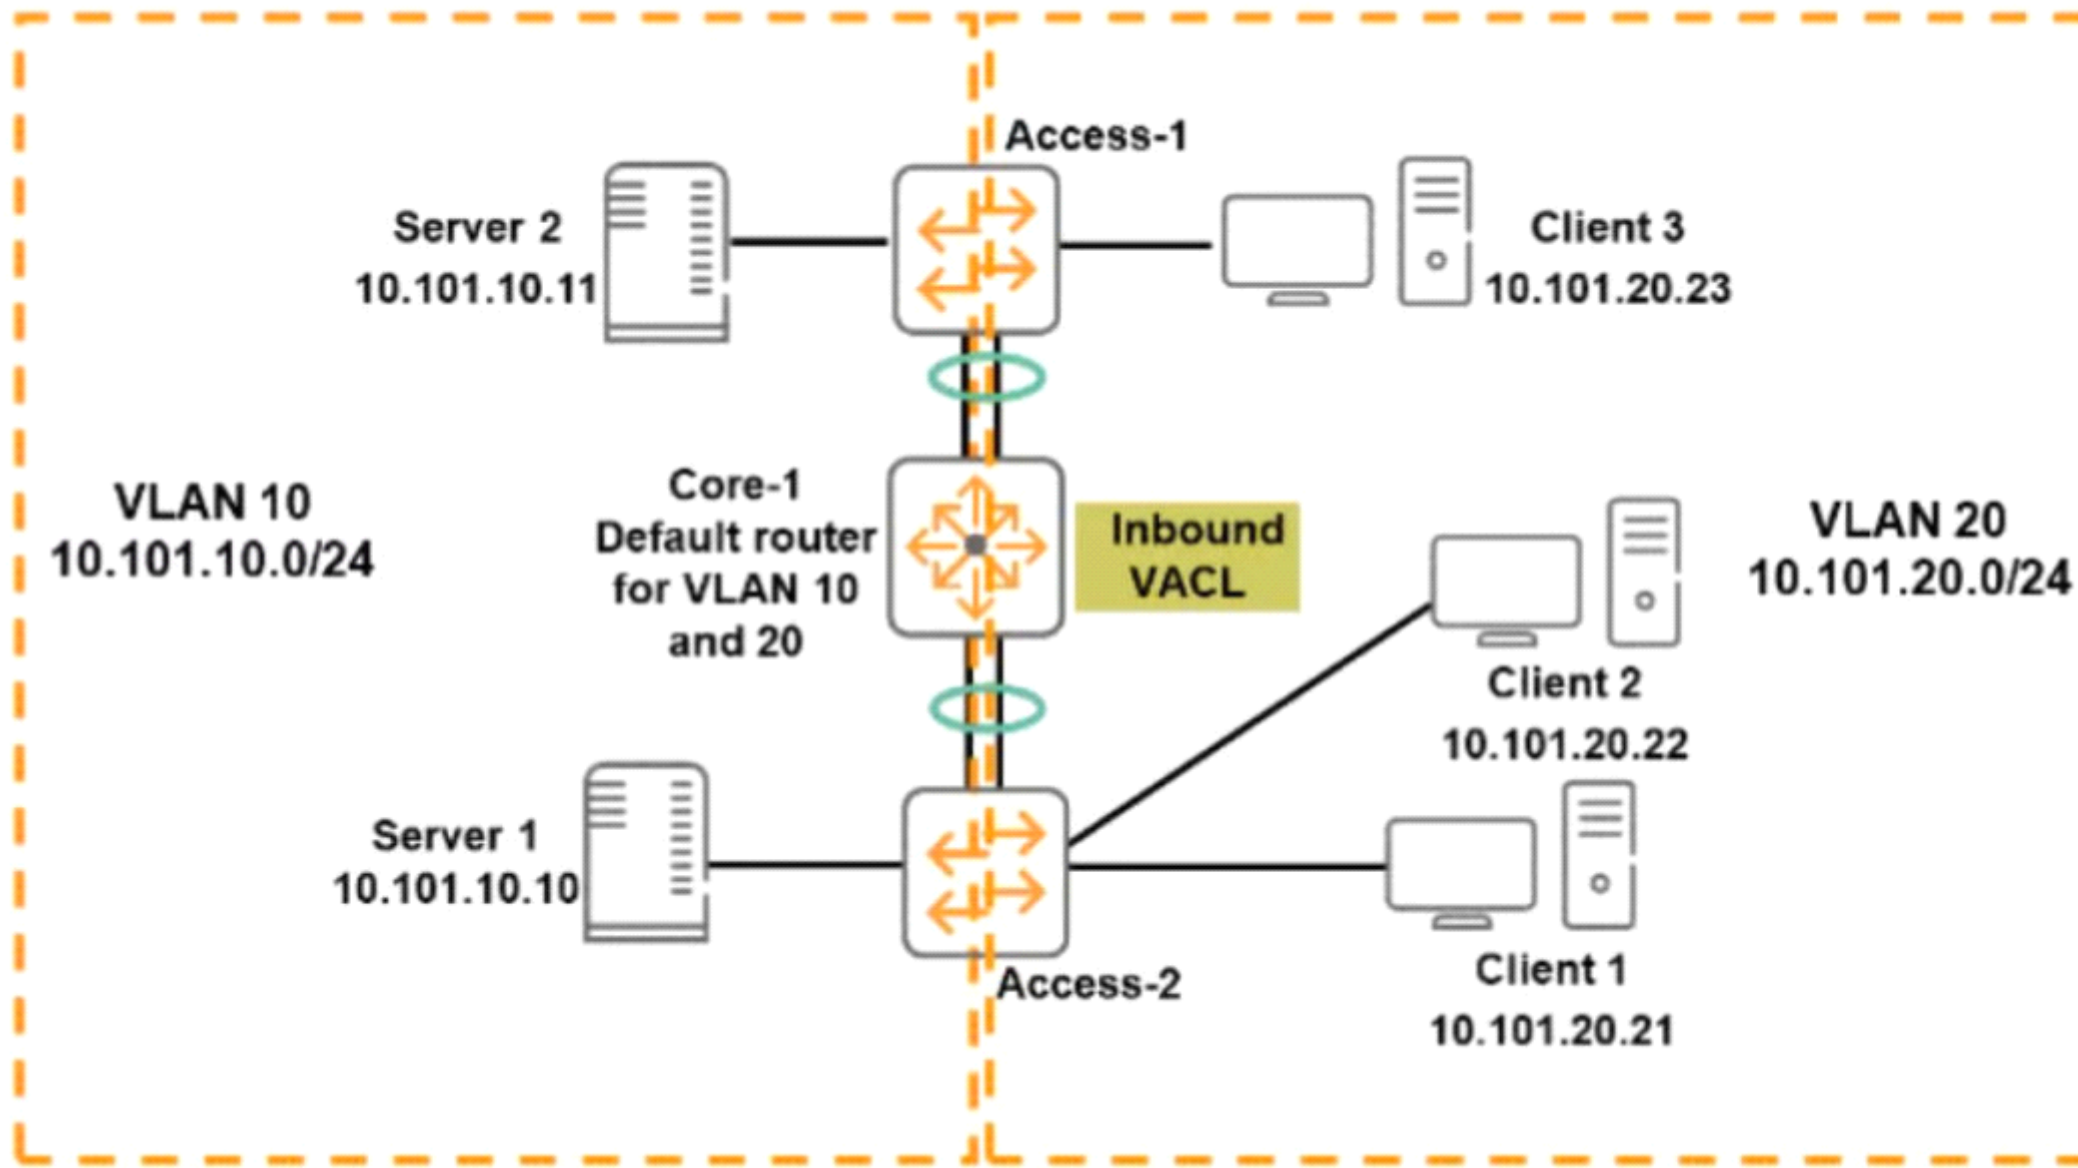 Access-1
Server 2
10.101.10.11
Client 3
10.101.20.23
VLAN 10
10.101.10.0/24
Core-1
Default router
for VLAN 10
and 20
Inbound
VACL
VLAN 20
10.101.20.0/24
Client 2
10.101.20.22
Server 1
10.101.10.10
Access-2
Client 1
10.101.20.21